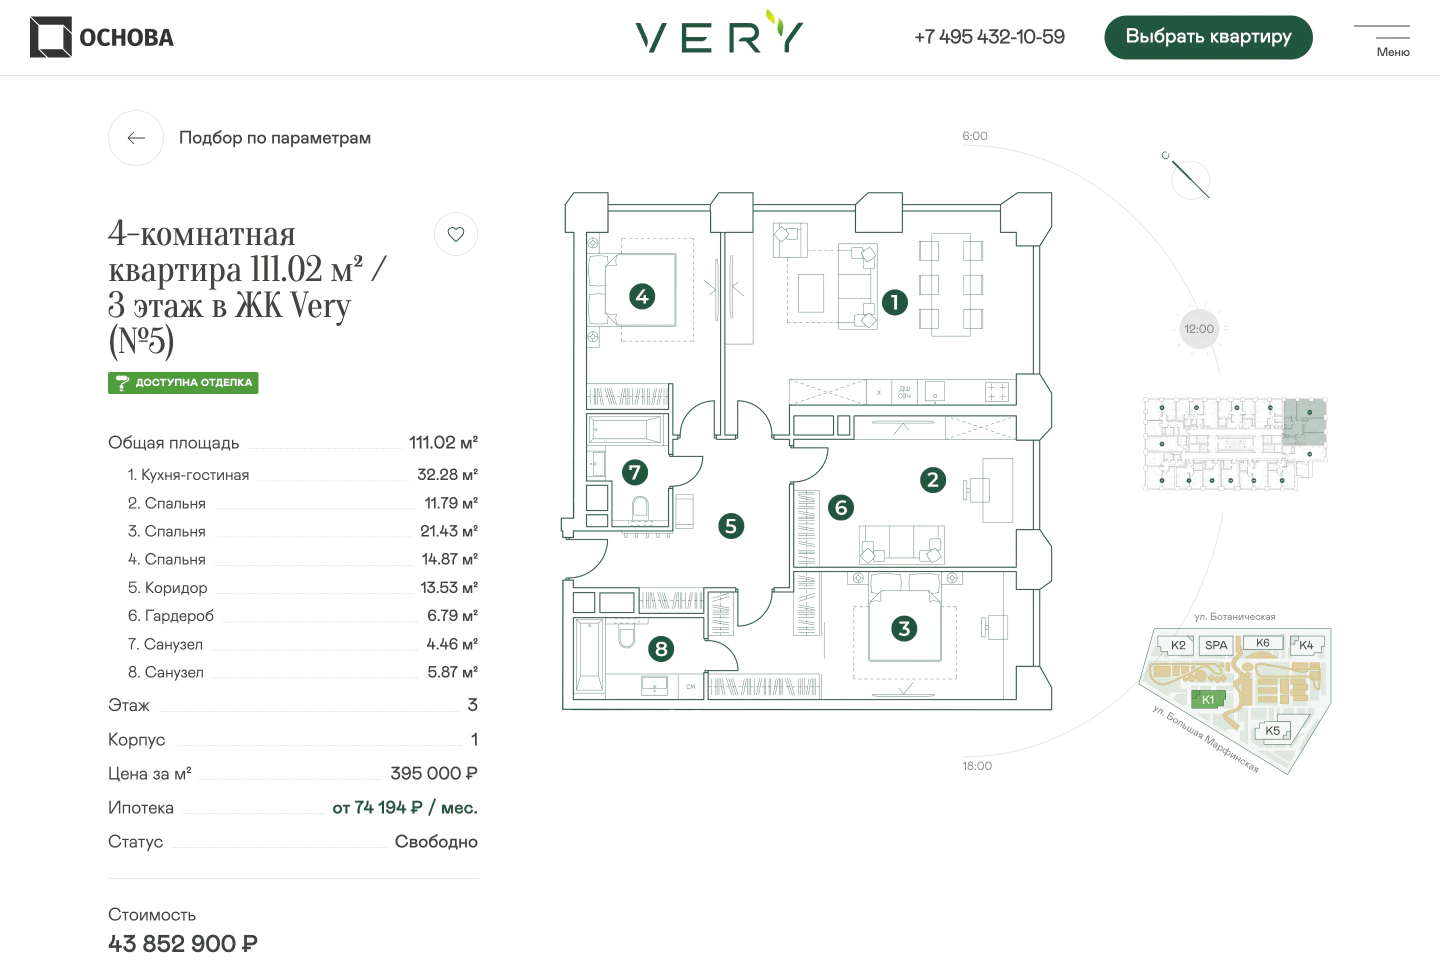 ОСНОВА
VERY
+7 495 432-10-59
Выбрать квартиру
Меню
Подбор по параметрам
4-комнатная
квартира 111.02 м² /
3 этаж в ЖК Very
(№5)
ДОСТУПНА ОТДЕЛКА
Общая площадь 111.02 м²
1. Кухня-гостиная 32.28 м²
2. Спальня 11.79 м²
3. Спальня 21.43 м²
4. Спальня 14.87 м²
5. Коридор 13.53 м²
6. Гардероб 6.79 м²
7. Санузел 4.46 м²
8. Санузел 5.87 м²
Этаж 3
Корпус 1
Цена за м² 395 000 ₽
Ипотека от 74 194 ₽ / мес.
Статус Свободно
Стоимость
43 852 900 ₽
4
1
Х
ДШ
СВЧ
7
2
6
5
3
8
СМ
6:00
С
12:00
18:00
ул. Ботаническая
К2
SPA
К6
К4
К1
К5
ул. Большая Марфинская